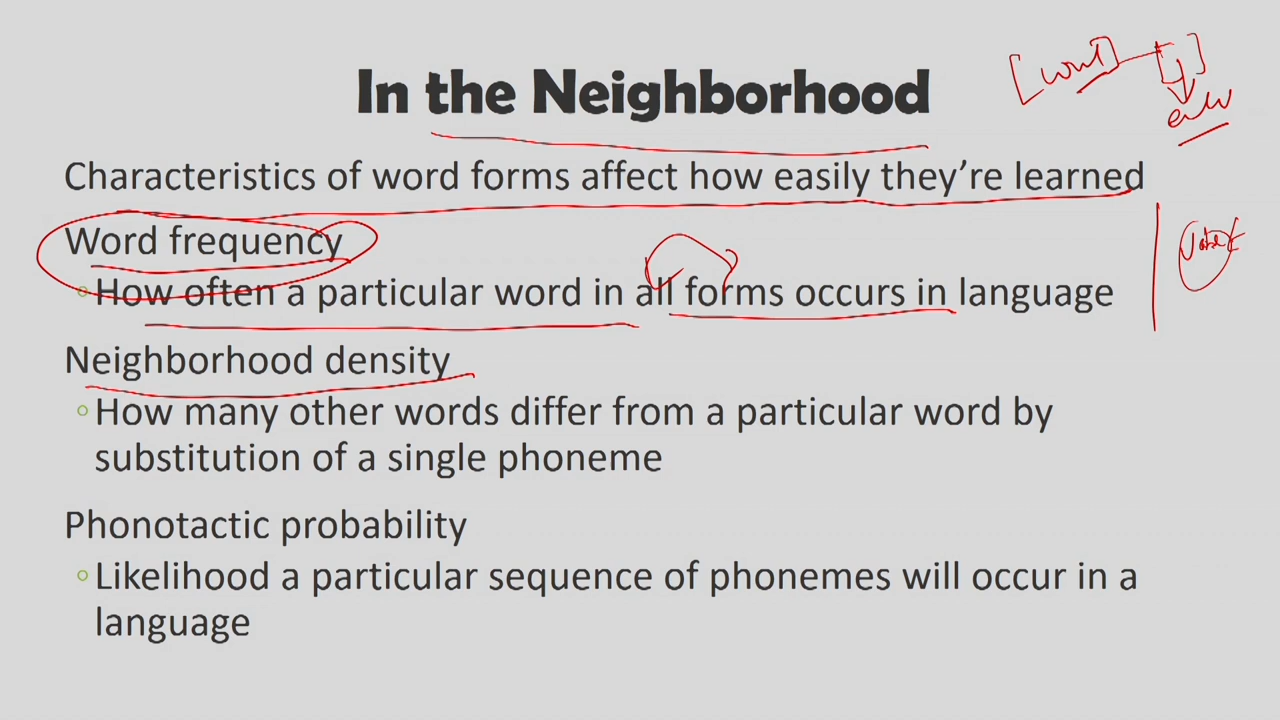 In the Neighborhood
Characteristics of word forms affect how easily they're learned
Word frequency
◦ How often a particular word in all forms occurs in language
Neighborhood density
◦ How many other words differ from a particular word by
substitution of a single phoneme
Phonotactic probability
◦ Likelihood a particular sequence of phonemes will occur in a
language